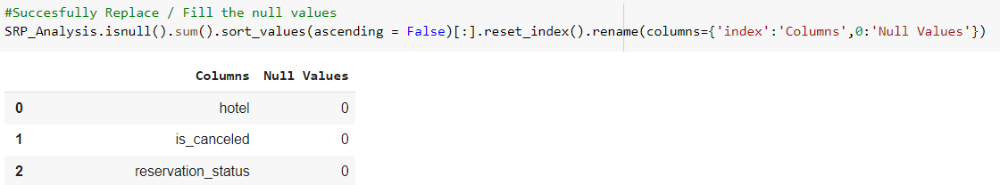 #Succesfully Replace / Fill the null values
SRP_Analysis.isnull().sum().sort_values(ascending = False)[:].reset_index().rename(columns={'index':'Columns',0:'Null Values'})
Columns Null Values
0 hotel 0
1 is_canceled 0
2 reservation_status 0